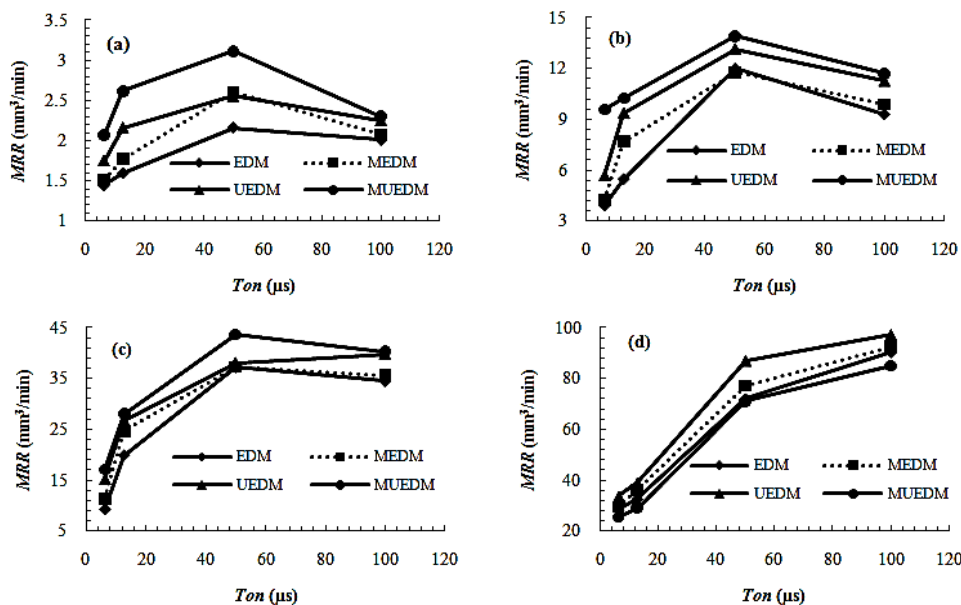 (a)
MRR (mm³/min)
3.5
3
2.5
2
1.5
1
EDM MEDM
UEDM MUEDM
0 20 40 60 80 100 120
Ton (µs)
(b)
MRR (mm³/min)
15
12
9
6
3
EDM MEDM
UEDM MUEDM
0 20 40 60 80 100 120
Ton (µs)
(c)
MRR (mm³/min)
45
35
25
15
5
EDM MEDM
UEDM MUEDM
0 20 40 60 80 100 120
Ton (µs)
(d)
MRR (mm³/min)
100
80
60
40
20
EDM MEDM
UEDM MUEDM
0 20 40 60 80 100 120
Ton (µs)